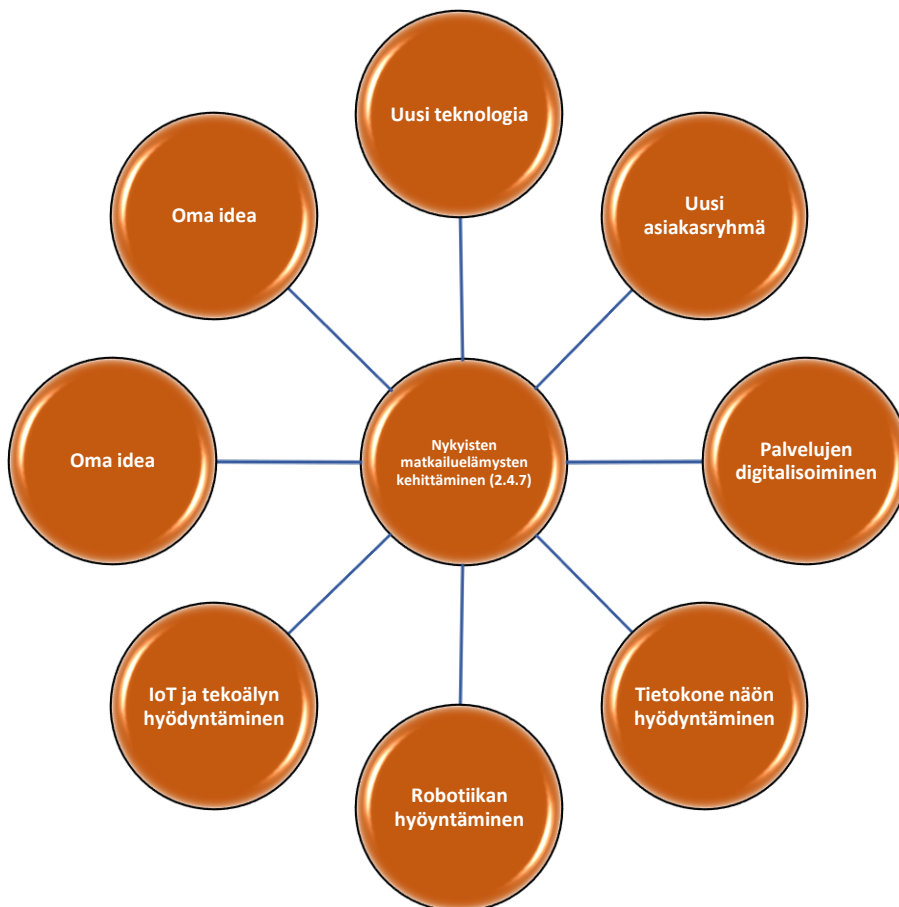 Uusi teknologia
Oma idea
Uusi
asiakasryhmä
Oma idea
Nykyisten
matkailuelämysten
kehittäminen (2.4.7)
Palvelujen
digitalisoiminen
IoT ja tekoälyn
hyödyntäminen
Tietokone näön
hyödyntäminen
Robotiikan
hyöyntäminen